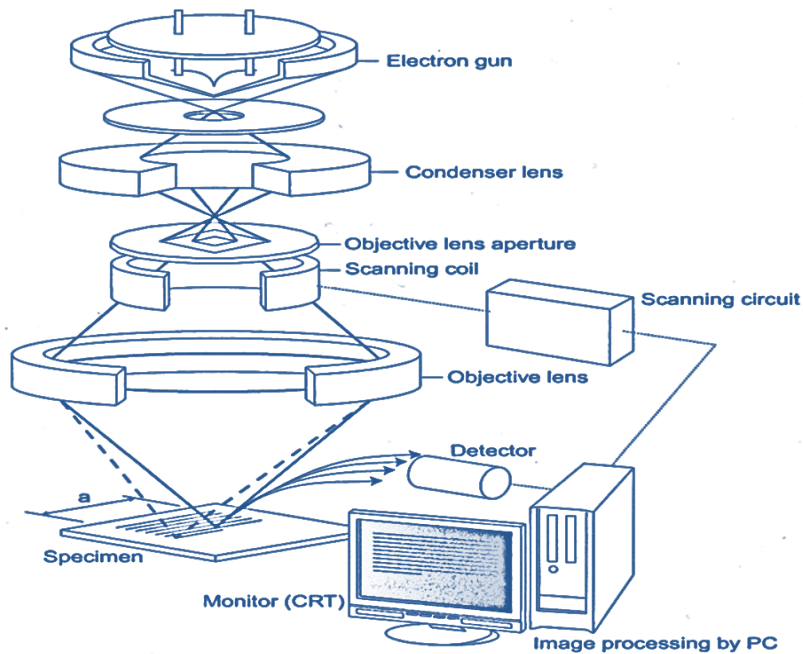 Electron gun
Condenser lens
Objective lens aperture
Scanning coil
Scanning circuit
Objective lens
Detector
a
Specimen
Monitor (CRT)
Image processing by PC